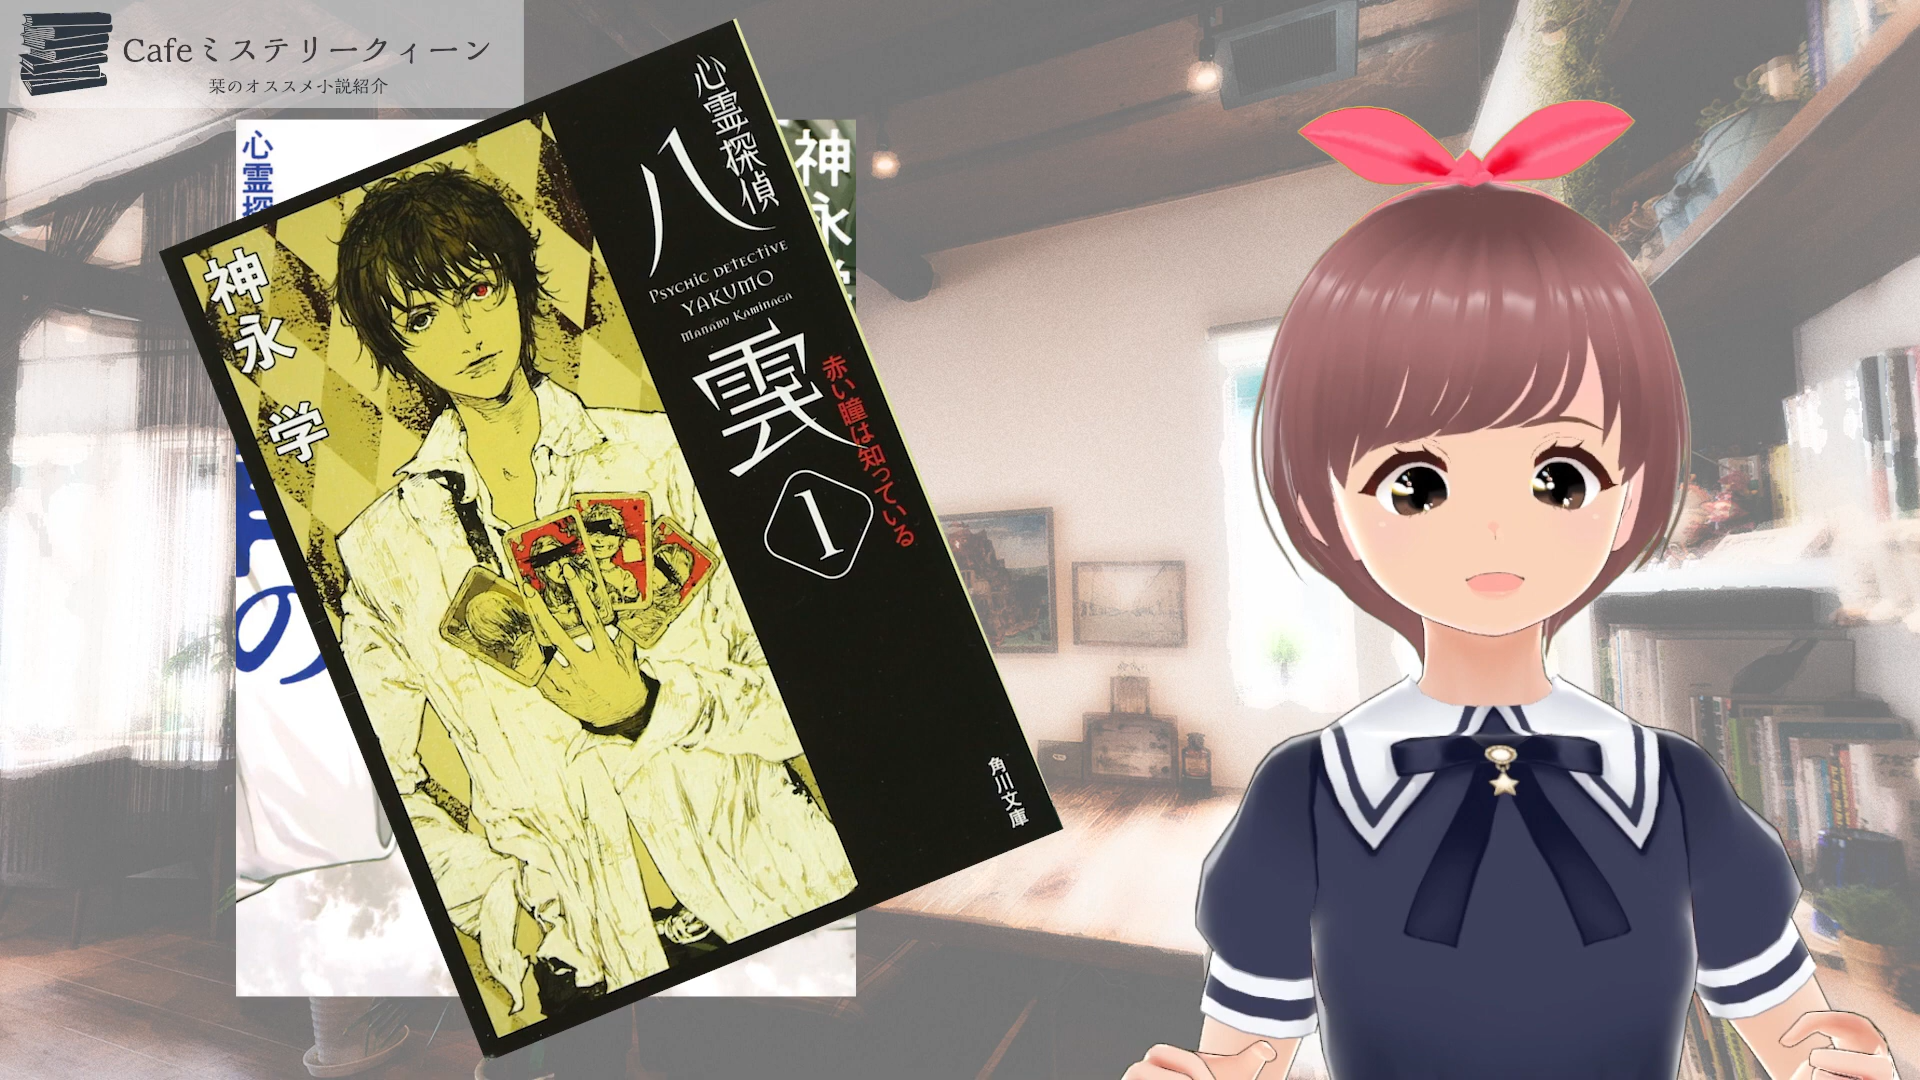 Cafeミステリークィーン
栞のオススメ小説紹介
心霊探偵
八雲
PSYCHIC DETECTIVE
YAKUMO
MANABU KAMINAGA
赤い瞳は知っている
1
神永 学
角川文庫
心霊探
神永
の